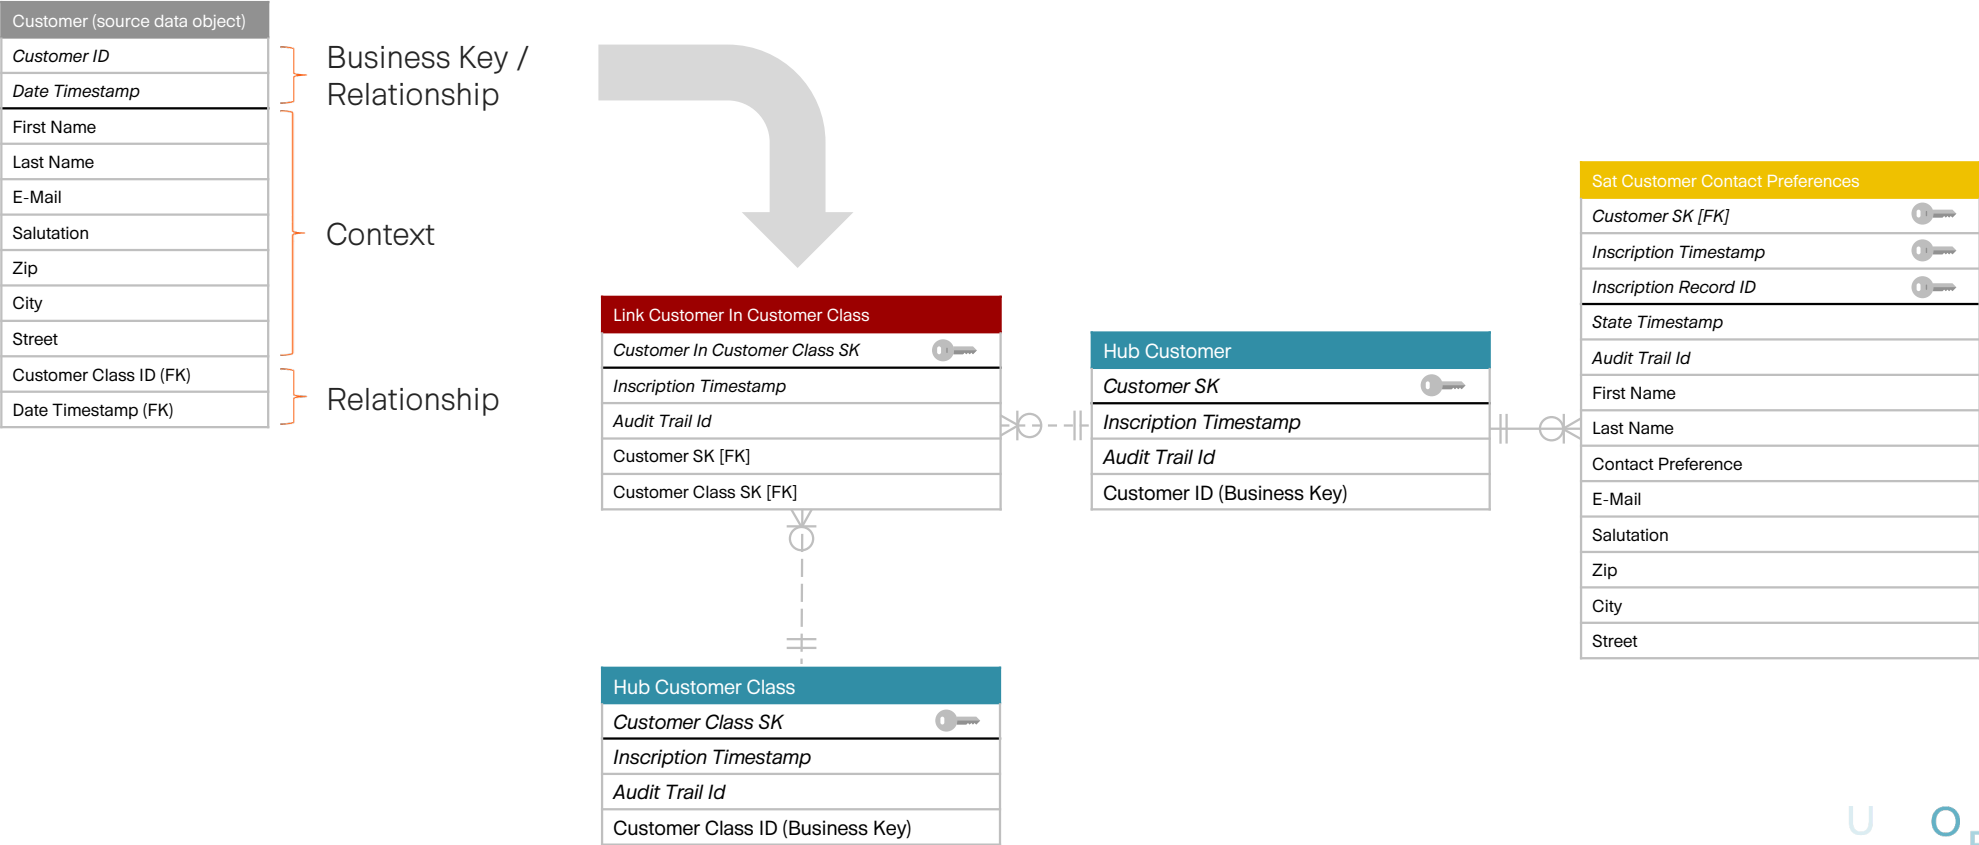 Customer (source data object)
Customer ID
Date Timestamp
First Name
Last Name
E-Mail
Salutation
Zip
City
Street
Customer Class ID (FK)
Date Timestamp (FK)
Business Key /
Relationship
Context
Relationship
Link Customer In Customer Class
Customer In Customer Class SK
Inscription Timestamp
Audit Trail Id
Customer SK [FK]
Customer Class SK [FK]
Hub Customer
Customer SK
Inscription Timestamp
Audit Trail Id
Customer ID (Business Key)
Sat Customer Contact Preferences
Customer SK [FK]
Inscription Timestamp
Inscription Record ID
State Timestamp
Audit Trail Id
First Name
Last Name
Contact Preference
E-Mail
Salutation
Zip
City
Street
Hub Customer Class
Customer Class SK
Inscription Timestamp
Audit Trail Id
Customer Class ID (Business Key)
U O